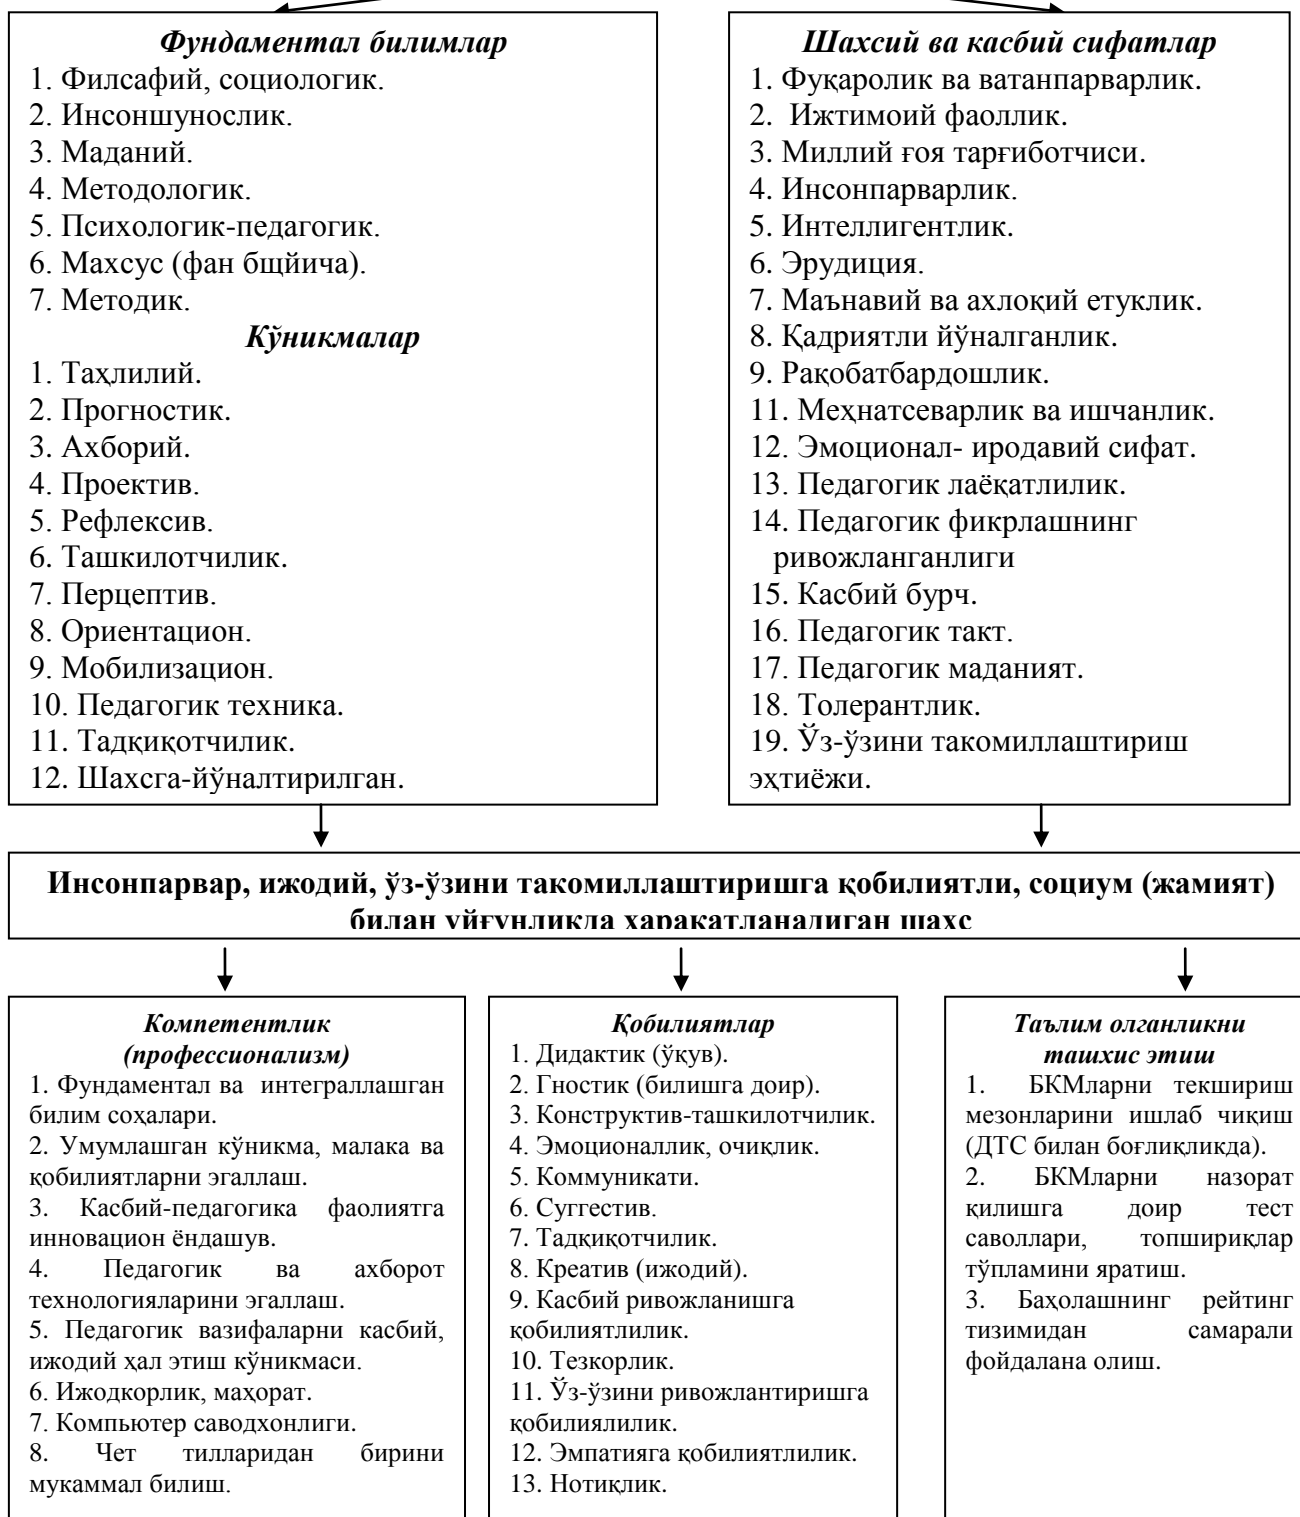 Фундаментал билимлар
1. Филсафий, социологик.
2. Инсоншунослик.
3. Маданий.
4. Методологик.
5. Психологик-педагогик.
6. Махсус (фан бщйича).
7. Методик.
Кўникмалар
1. Таҳлилий.
2. Прогностик.
3. Ахборий.
4. Проектив.
5. Рефлексив.
6. Ташкилотчилик.
7. Перцептив.
8. Ориентацион.
9. Мобилизацион.
10. Педагогик техника.
11. Тадқиқотчилик.
12. Шахсга-йўналтирилган.
Шахсий ва касбий сифатлар
1. Фуқаролик ва ватанпарварлик.
2. Ижтимоий фаоллик.
3. Миллий ғоя тарғиботчиси.
4. Инсонпарварлик.
5. Интеллигентлик.
6. Эрудиция.
7. Маънавий ва ахлоқий етуклик.
8. Қадриятли йўналганлик.
9. Рақобатбардошлик.
11. Меҳнатсеварлик ва ишчанлик.
12. Эмоционал- иродавий сифат.
13. Педагогик лаёқатлилик.
14. Педагогик фикрлашнинг
ривожланганлиги
15. Касбий бурч.
16. Педагогик такт.
17. Педагогик маданият.
18. Толерантлик.
19. Ўз-ўзини такомиллаштириш
эҳтиёжи.
Инсонпарвар, ижодий, ўз-ўзини такомиллаштиришга қобилиятли, социум (жамият)
билан уйғунликда ҳаракатланадиган шахс
Компетентлик
(профессионализм)
1. Фундаментал ва интеграллашган
билим соҳалари.
2. Умумлашган кўникма, малака ва
қобилиятларни эгаллаш.
3. Касбий-педагогика фаолиятга
инновацион ёндашув.
4. Педагогик ва ахборот
технологияларини эгаллаш.
5. Педагогик вазифаларни касбий,
ижодий ҳал этиш кўникмаси.
6. Ижодкорлик, маҳорат.
7. Компьютер саводхонлиги.
8. Чет тилларидан бирини
мукаммал билиш.
Қобилиятлар
1. Дидактик (ўқув).
2. Гностик (билишга доир).
3. Конструктив-ташкилотчилик.
4. Эмоционаллик, очиқлик.
5. Коммуникати.
6. Суггестив.
7. Тадқиқотчилик.
8. Креатив (ижодий).
9. Касбий ривожланишга
қобилиятлилик.
10. Тезкорлик.
11. Ўз-ўзини ривожлантиришга
қобилиялилик.
12. Эмпатияга қобилиятлилик.
13. Нотиқлик.
Таълим олганликни
ташхис этиш
1. БКМларни текшириш
мезонларини ишлаб чиқиш
(ДТС билан боғлиқликда).
2. БКМларни назорат
қилишга доир тест
саволлари, топшириқлар
тўпламини яратиш.
3. Баҳолашнинг рейтинг
тизимидан самарали
фойдалана олиш.